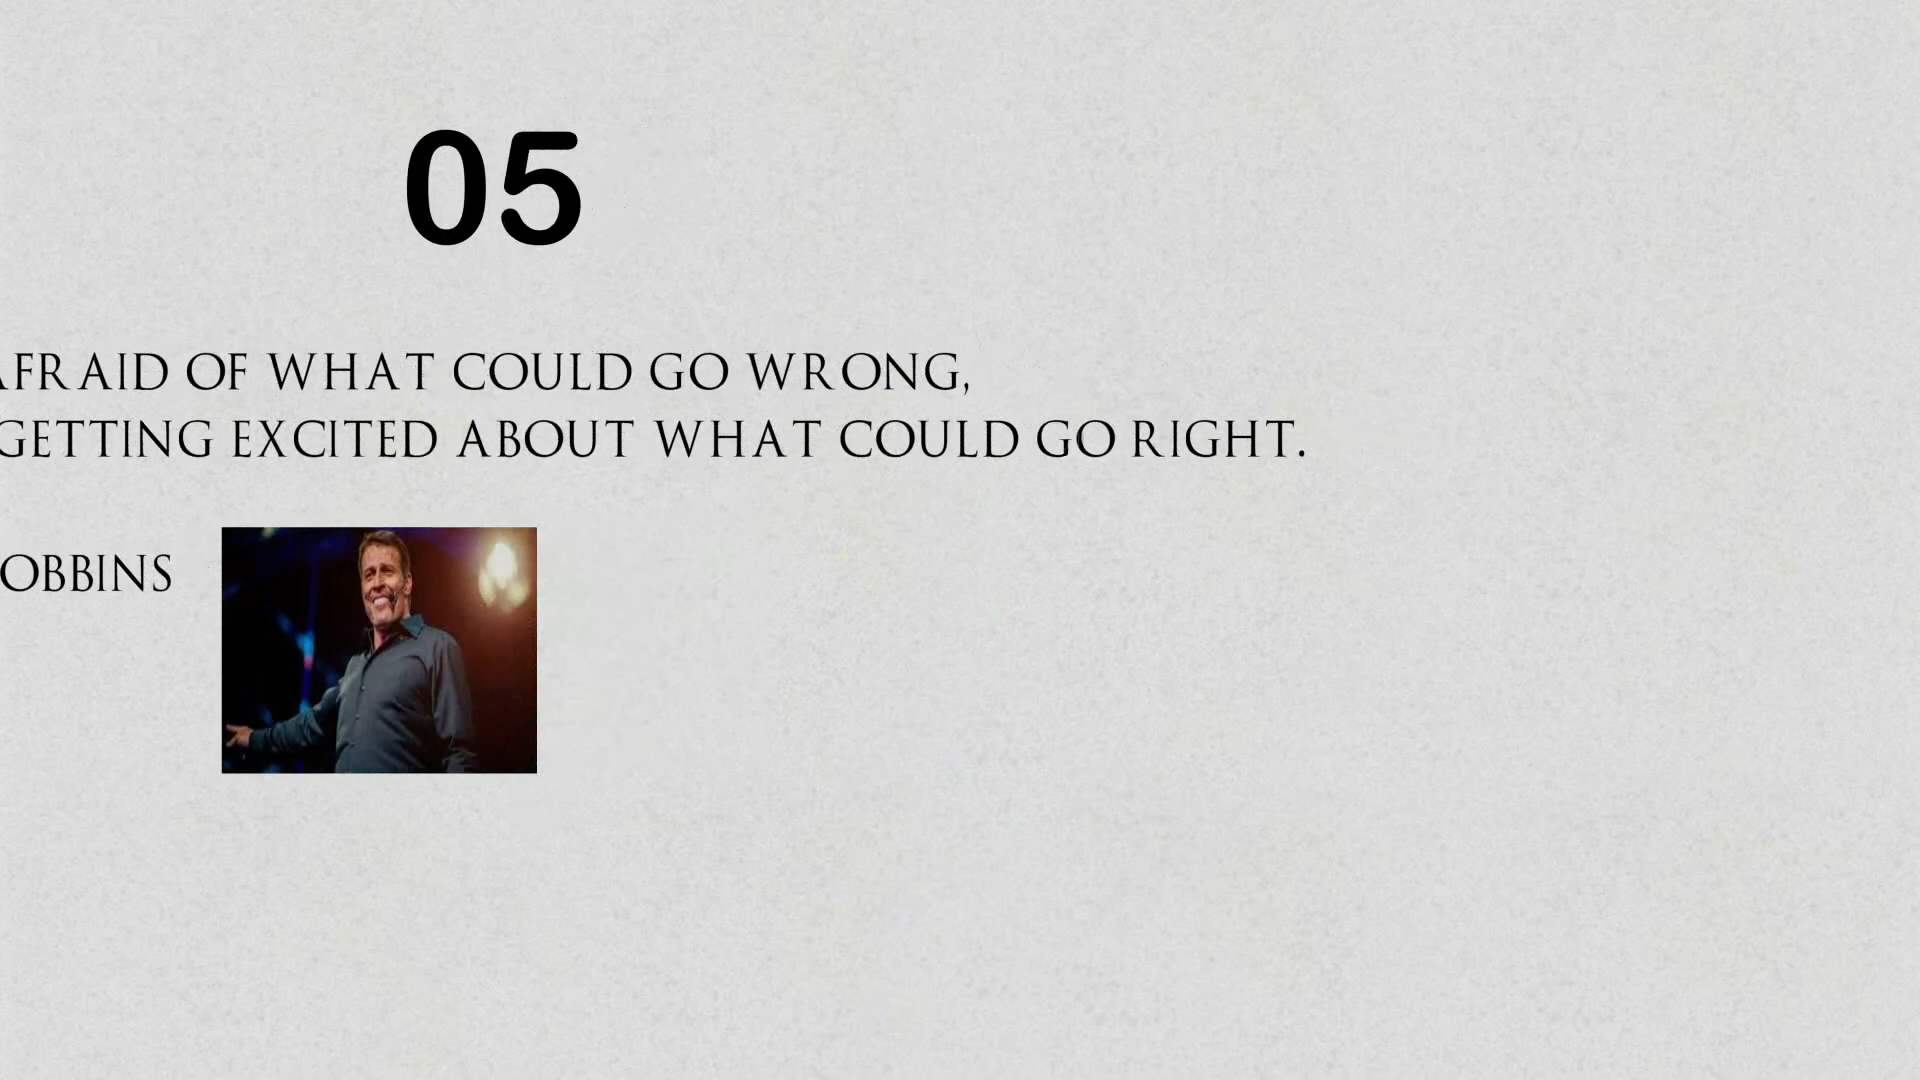 05
AFRAID OF WHAT COULD GO WRONG,
GETTING EXCITED ABOUT WHAT COULD GO RIGHT.
OBBINS